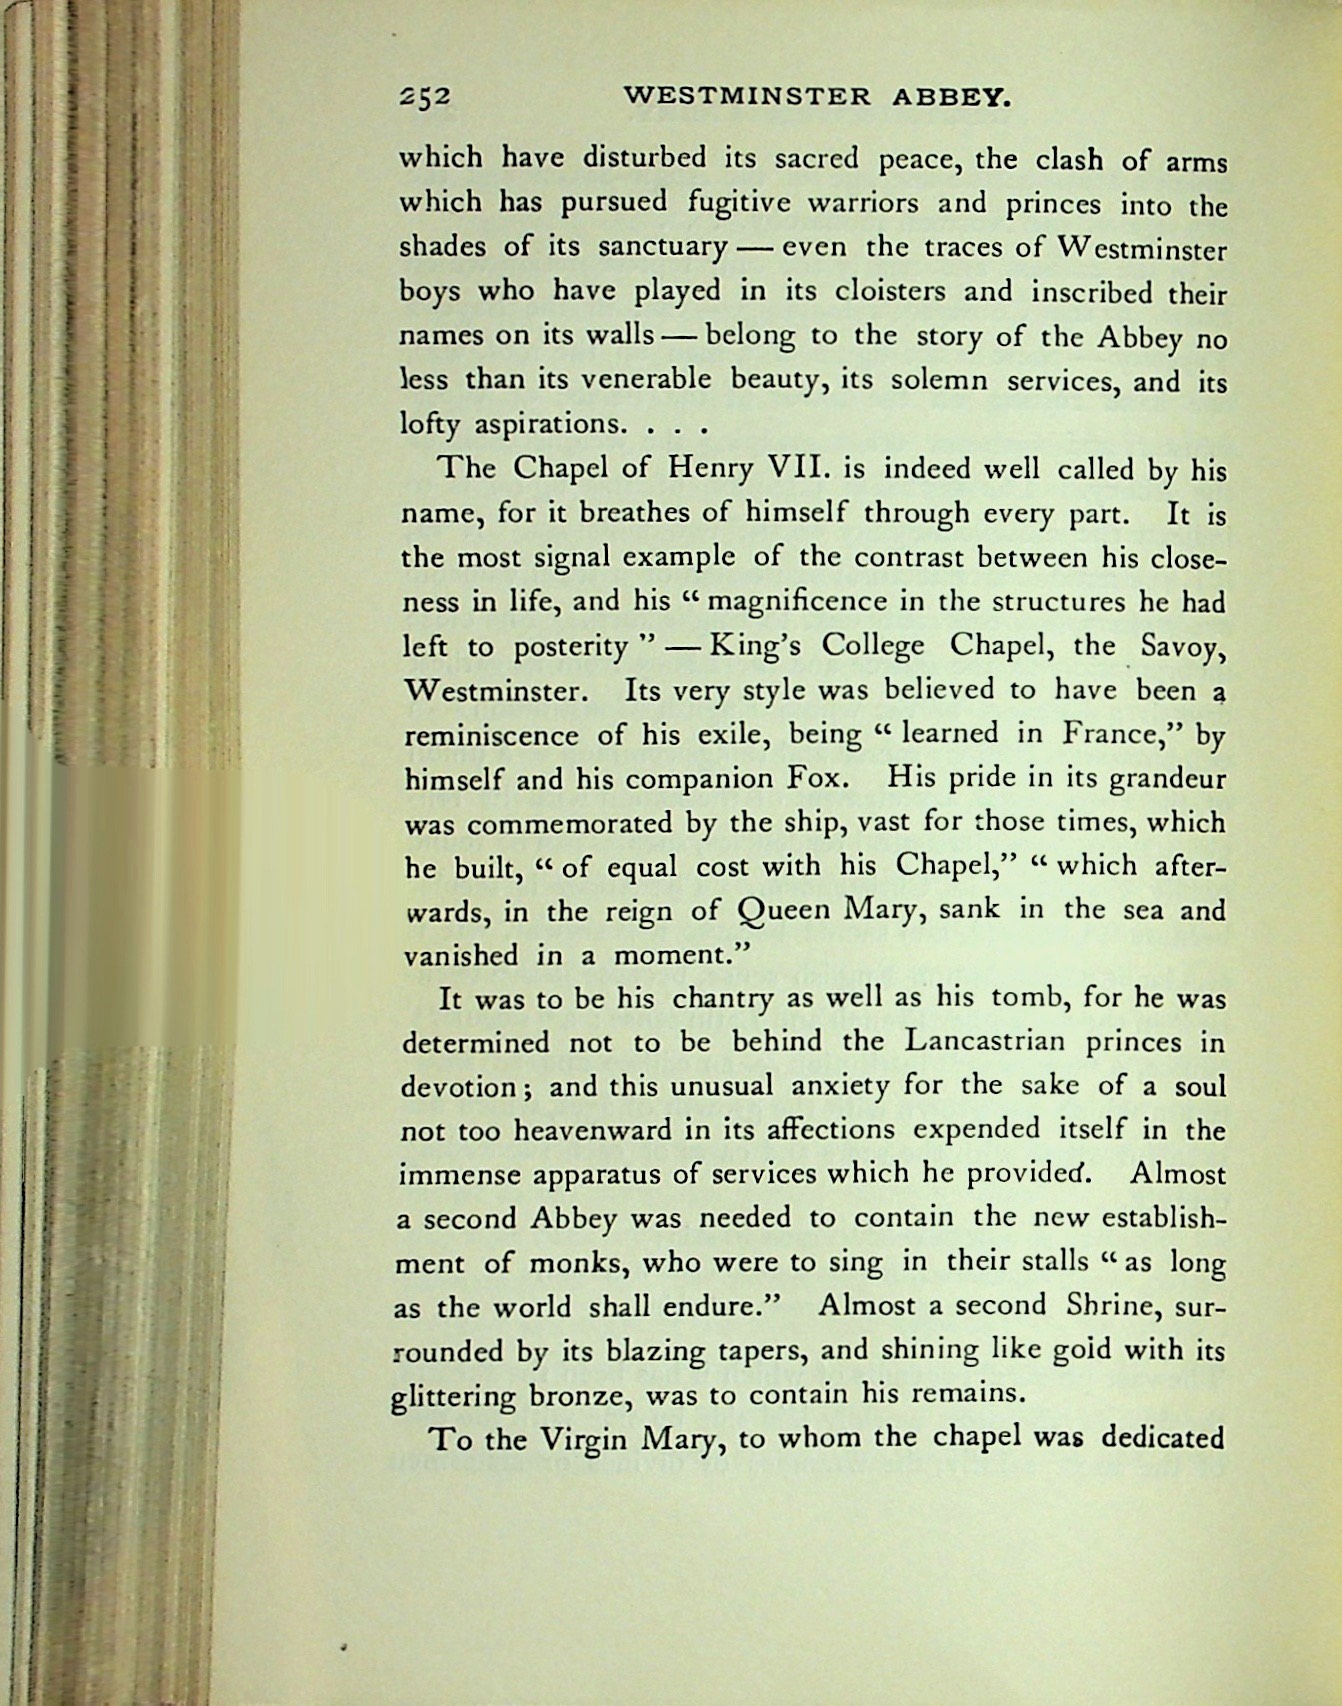 252 WESTMINSTER ABBEY.
which have disturbed its sacred peace, the clash of arms
which has pursued fugitive warriors and princes into the
shades of its sanctuary — even the traces of Westminster
boys who have played in its cloisters and inscribed their
names on its walls — belong to the story of the Abbey no
less than its venerable beauty, its solemn services, and its
lofty aspirations. . . .
The Chapel of Henry VII. is indeed well called by his
name, for it breathes of himself through every part. It is
the most signal example of the contrast between his close-
ness in life, and his “ magnificence in the structures he had
left to posterity ” — King’s College Chapel, the Savoy,
Westminster. Its very style was believed to have been a
reminiscence of his exile, being “ learned in France,” by
himself and his companion Fox. His pride in its grandeur
was commemorated by the ship, vast for those times, which
he built, “ of equal cost with his Chapel,” “ which after-
wards, in the reign of Queen Mary, sank in the sea and
vanished in a moment.”
It was to be his chantry as well as his tomb, for he was
determined not to be behind the Lancastrian princes in
devotion ; and this unusual anxiety for the sake of a soul
not too heavenward in its affections expended itself in the
immense apparatus of services which he provided. Almost
a second Abbey was needed to contain the new establish-
ment of monks, who were to sing in their stalls “ as long
as the world shall endure.” Almost a second Shrine, sur-
rounded by its blazing tapers, and shining like gold with its
glittering bronze, was to contain his remains.
To the Virgin Mary, to whom the chapel was dedicated